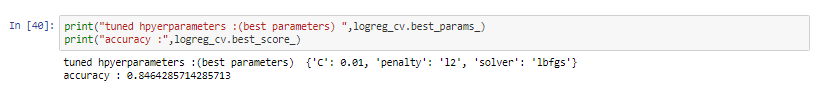 In [40]: print("tuned hpyerparameters :(best parameters) ",logreg_cv.best_params_)
print("accuracy :",logreg_cv.best_score_)
tuned hpyerparameters :(best parameters)  {'C': 0.01, 'penalty': 'l2', 'solver': 'lbfgs'}
accuracy : 0.8464285714285713